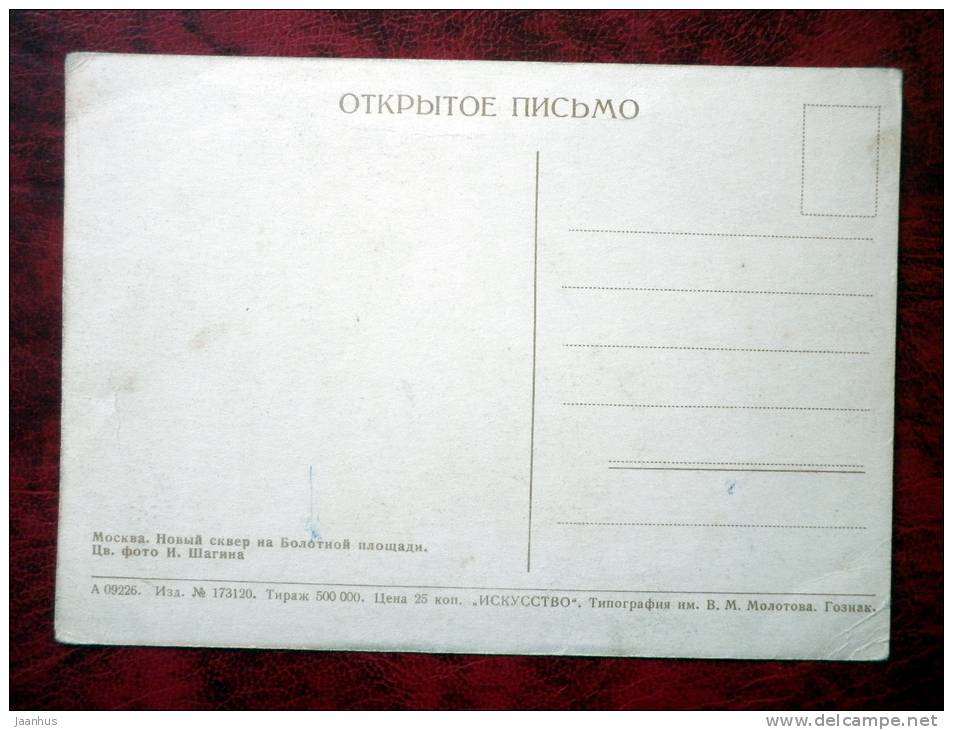 ОТКРЫТОЕ ПИСЬМО
Москва. Новый сквер на Болотной площади.
Цв. фото И. Шагина
А 09226. Изд. № 173120. Тираж 500 000. Цена 25 коп. „ИСКУССТВО“. Типография им. В. М. Молотова. Гознак.
jaanhus
www.delcampe.net